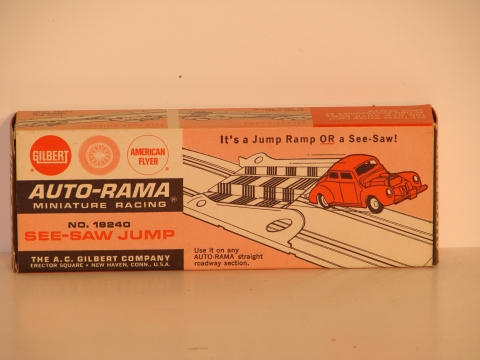 It's a Jump Ramp OR a See-Saw!
GILBERT
AMERICAN
FLYER
AUTO-RAMA
MINIATURE RACING
NO. 19240
SEE-SAW JUMP
THE A.C. GILBERT COMPANY
ERECTOR SQUARE • NEW HAVEN, CONN., U.S.A.
Use it on any
AUTO-RAMA straight
roadway section.